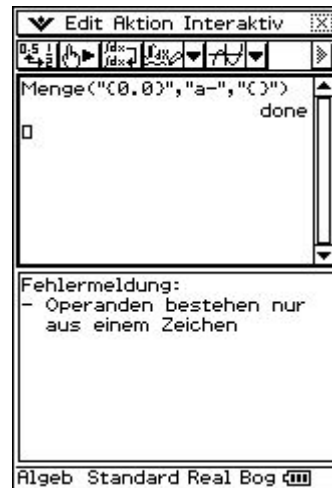 Edit Aktion Interaktiv
Menge("{0.0}","a-","{}")
done
Fehlermeldung:
- Operanden bestehen nur
aus einem Zeichen
Algeb Standard Real Bog